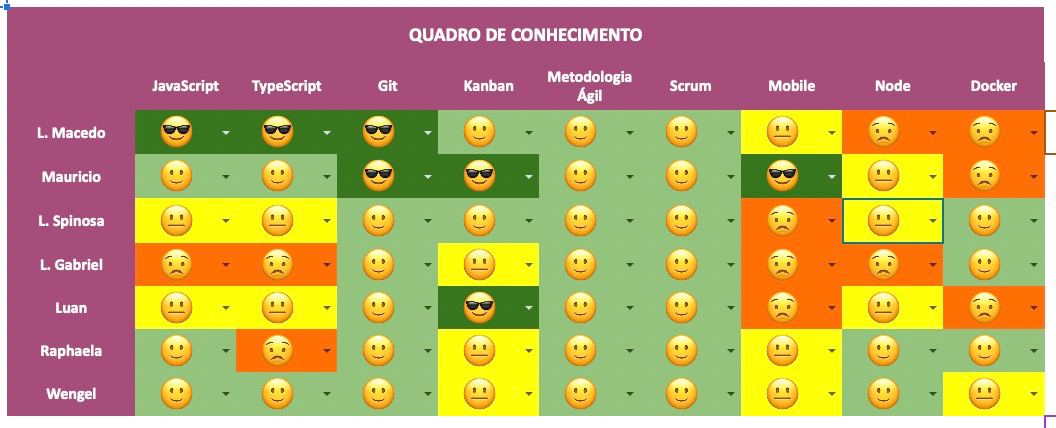 QUADRO DE CONHECIMENTO
JavaScript TypeScript Git Kanban Metodologia Ágil Scrum Mobile Node Docker
L. Macedo
Mauricio
L. Spinosa
L. Gabriel
Luan
Raphaela
Wengel